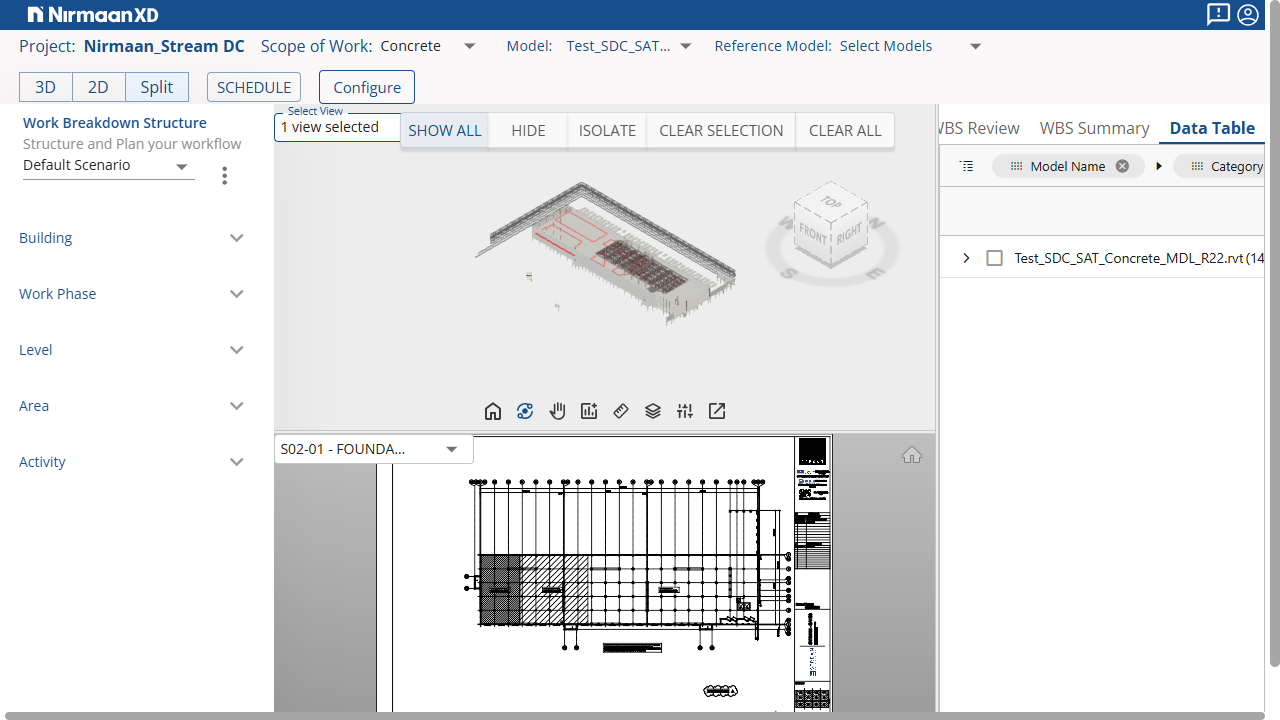 NirmaanXD
Project: Nirmaan_Stream DC Scope of Work: Concrete Model: Test_SDC_SAT... Reference Model: Select Models
3D 2D Split SCHEDULE Configure
Work Breakdown Structure
Structure and Plan your workflow
Default Scenario
Building
Work Phase
Level
Area
Activity
Select View
1 view selected
SHOW ALL HIDE ISOLATE CLEAR SELECTION CLEAR ALL
TOP
FRONT RIGHT
W N
S E
S02-01 - FOUNDA...
WBS Review WBS Summary Data Table
Model Name Category
Test_SDC_SAT_Concrete_MDL_R22.rvt (14